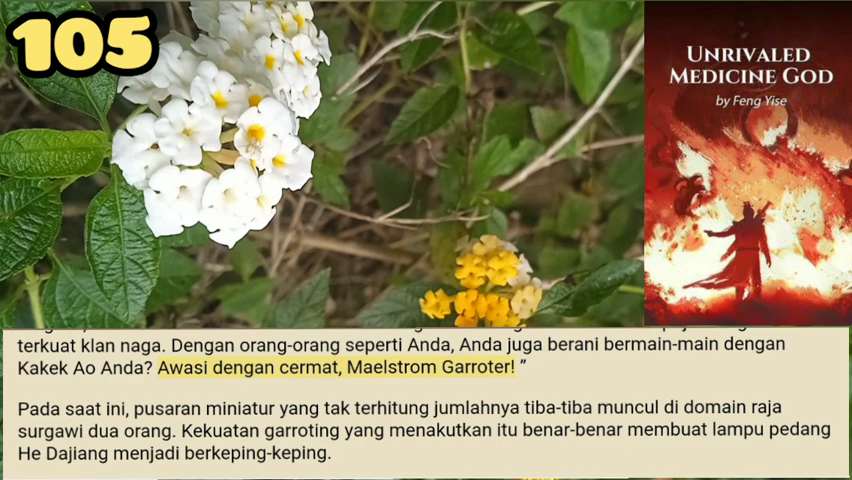 105
UNRIVALED
MEDICINE GOD
by Feng Yise
terkuat klan naga. Dengan orang-orang seperti Anda, Anda juga berani bermain-main dengan
Kakek Ao Anda? Awasi dengan cermat, Maelstrom Garroter! ”
Pada saat ini, pusaran miniatur yang tak terhitung jumlahnya tiba-tiba muncul di domain raja
surgawi dua orang. Kekuatan garroting yang menakutkan itu benar-benar membuat lampu pedang
He Dajiang menjadi berkeping-keping.